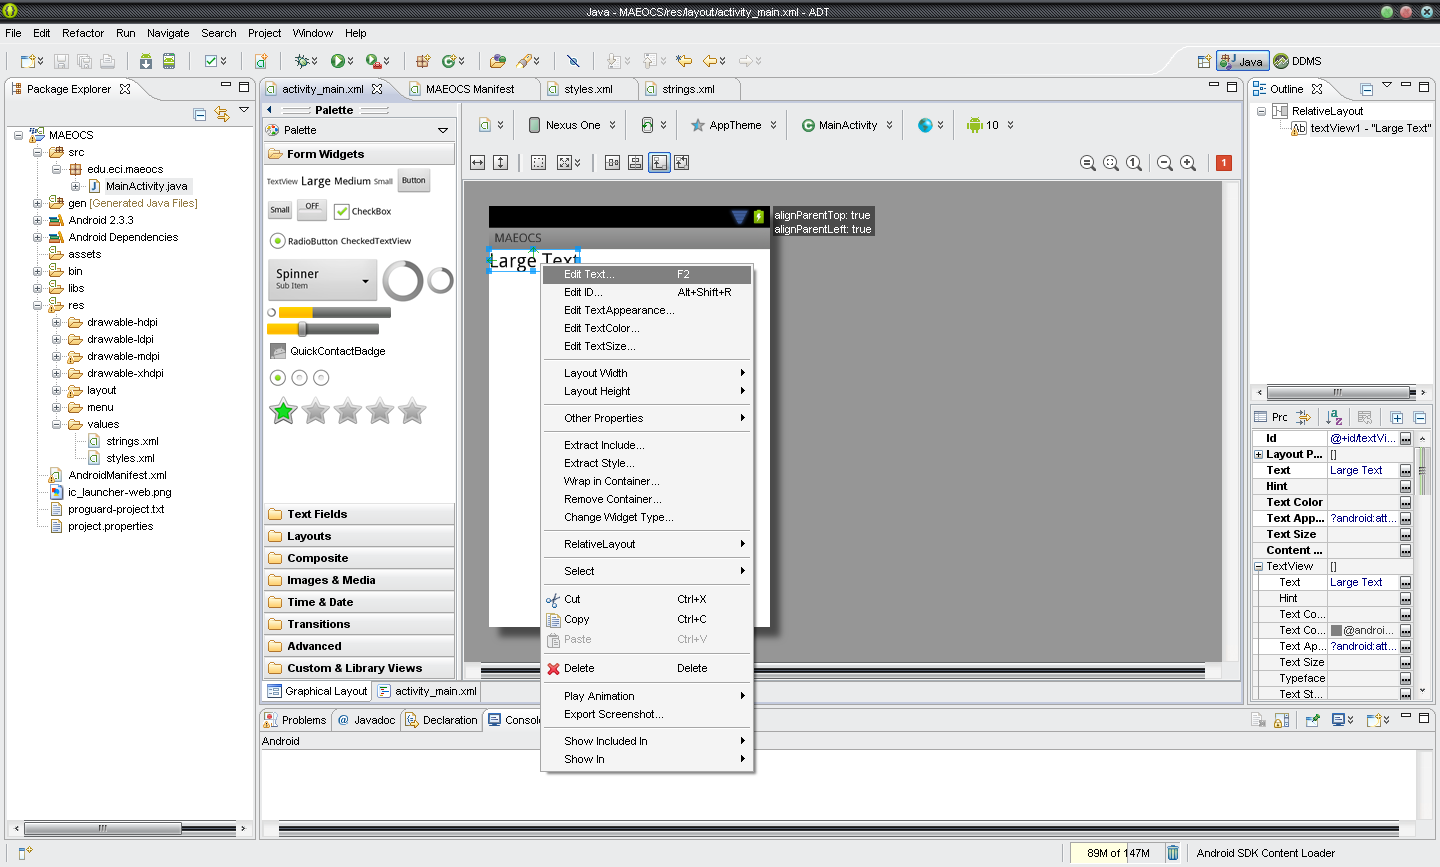 Java - MAEOCS/res/layout/activity_main.xml - ADT
File Edit Refactor Run Navigate Search Project Window Help
Java
DDMS
Package Explorer
MAEOCS
src
edu.eci.maeocs
MainActivity.java
gen [Generated Java Files]
Android 2.3.3
Android Dependencies
assets
bin
libs
res
drawable-hdpi
drawable-ldpi
drawable-mdpi
drawable-xhdpi
layout
menu
values
strings.xml
styles.xml
AndroidManifest.xml
ic_launcher-web.png
proguard-project.txt
project.properties
activity_main.xml
MAEOCS Manifest
styles.xml
strings.xml
Palette
Palette
Form Widgets
TextView Large Medium Small Button
Small OFF CheckBox
RadioButton CheckedTextView
Spinner
Sub Item
QuickContactBadge
Text Fields
Layouts
Composite
Images & Media
Time & Date
Transitions
Advanced
Custom & Library Views
Graphical Layout
activity_main.xml
Nexus One
AppTheme
MainActivity
10
1
1
MAEOCS
Large Text
alignParentTop: true
alignParentLeft: true
Edit Text... F2
Edit ID... Alt+Shift+R
Edit TextAppearance...
Edit TextColor...
Edit TextSize...
Layout Width
Layout Height
Other Properties
Extract Include...
Extract Style...
Wrap in Container...
Remove Container...
Change Widget Type...
RelativeLayout
Select
Cut Ctrl+X
Copy Ctrl+C
Paste Ctrl+V
Delete Delete
Play Animation
Export Screenshot...
Show Included In
Show In
Outline
RelativeLayout
Ab textView1 - "Large Text"
Prc
Id @+id/textVi...
Layout P... []
Text Large Text
Hint
Text Color
Text App... ?android:att...
Text Size
Content ...
TextView []
Text Large Text
Hint
Text Co...
Text Co... @androi...
Text Ap... ?android:att...
Text Size
Typeface
Text St...
Problems
@ Javadoc
Declaration
Consol
Android
89M of 147M
Android SDK Content Loader